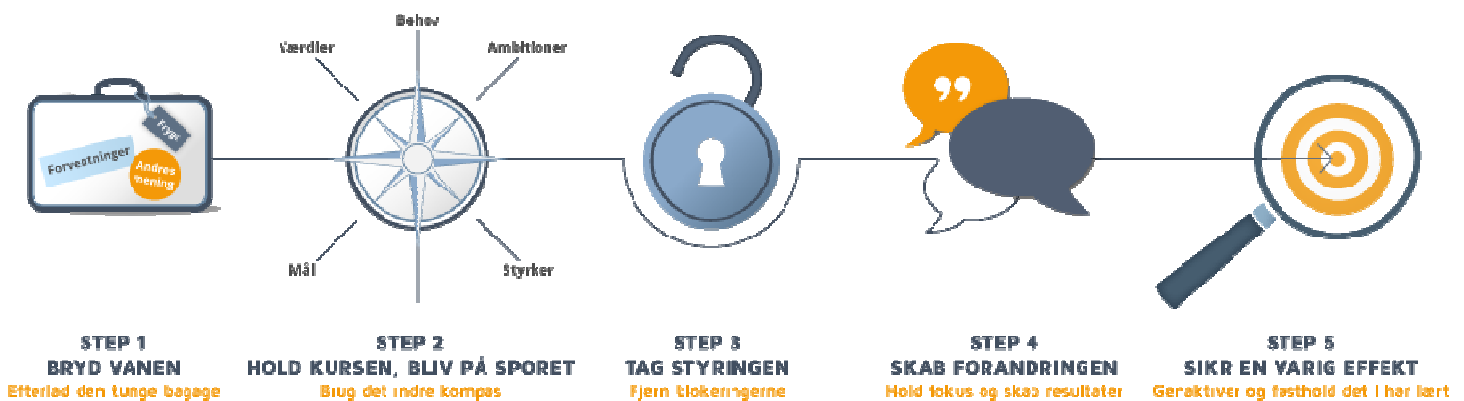 Frygt
Forventninger
Andres
mening
Behov
Værdier
Ambitioner
Mål
Styrker
STEP 1
BRYD VANEN
Efterlad den tunge bagage
STEP 2
HOLD KURSEN, BLIV PÅ SPORET
Brug det indre kompas
STEP 3
TAG STYRINGEN
Fjern blokeringerne
STEP 4
SKAB FORANDRINGEN
Hold fokus og skab resultater
STEP 5
SIKR EN VARIG EFFEKT
Genaktiver og fasthold det I har lært